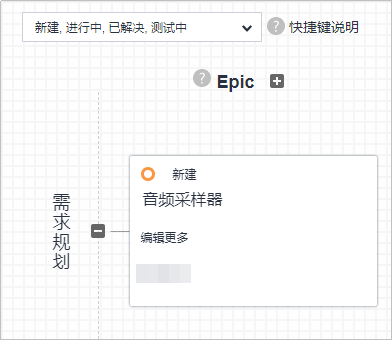 新建, 进行中, 已解决, 测试中
? 快捷键说明
? Epic
需求规划
新建
音频采样器
编辑更多